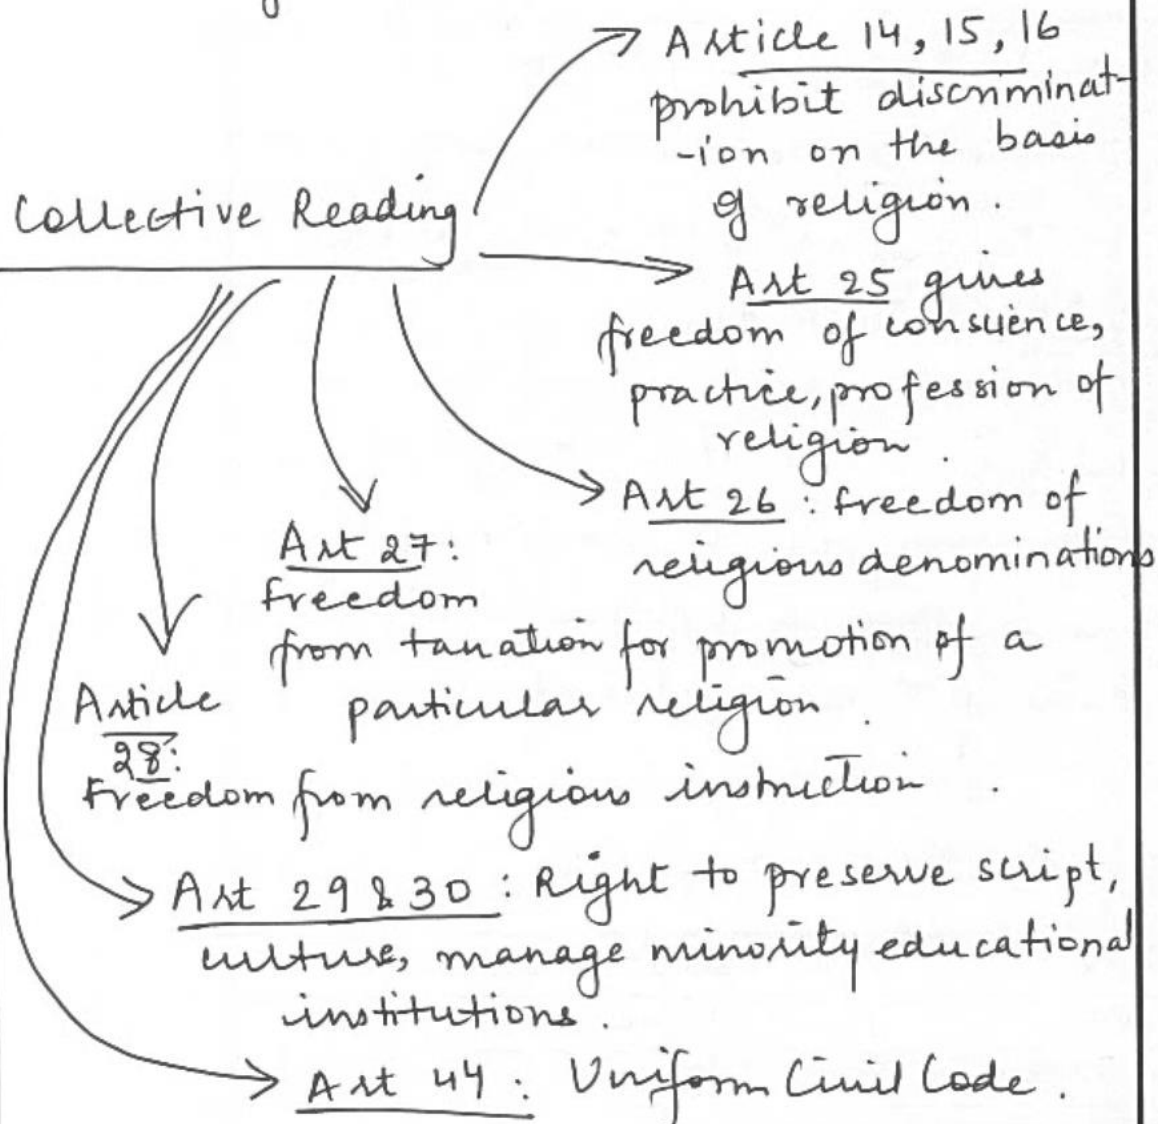 Article 14, 15, 16
prohibit discriminat-
-ion on the basis
of religion.
Collective Reading
Art 25 gives
freedom of conscience,
practice, profession of
religion.
Art 26 : freedom of
religious denominations
Art 27:
freedom
from taxation for promotion of a
particular religion.
Article
28:
Freedom from religious instruction.
Art 29 & 30 : Right to preserve script,
culture, manage minority educational
institutions.
Art 44 : Uniform Civil Code.